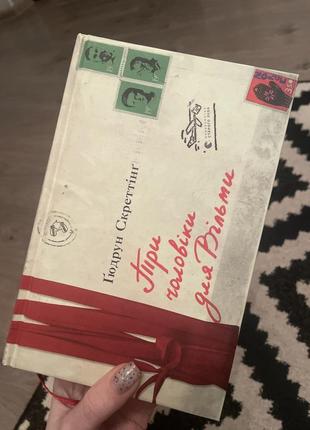 Ґюдрун Скреттінґ
Три
чоловіки
для Вільми